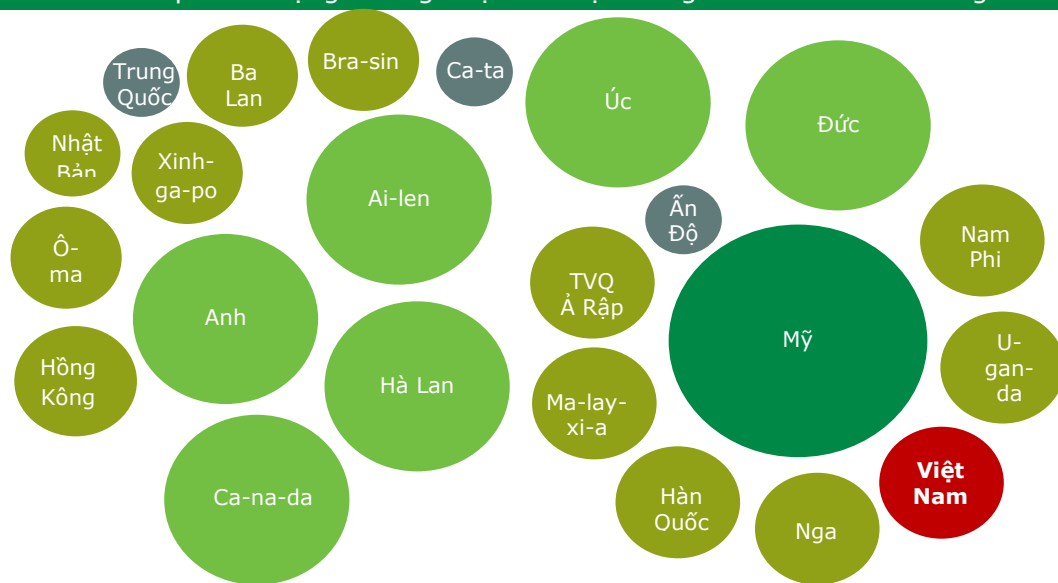 Trung
Quốc
Ba
Lan
Bra-sin
Ca-ta
Úc
Đức
Nhật
Bản
Xinh-
ga-po
Ai-len
Ấn
Độ
Nam
Phi
Ô-
ma
TVQ
Ả Rập
Anh
Mỹ
U-
gan-
da
Hồng
Kông
Hà Lan
Ma-lay-
xi-a
Việt
Nam
Ca-na-da
Hàn
Quốc
Nga